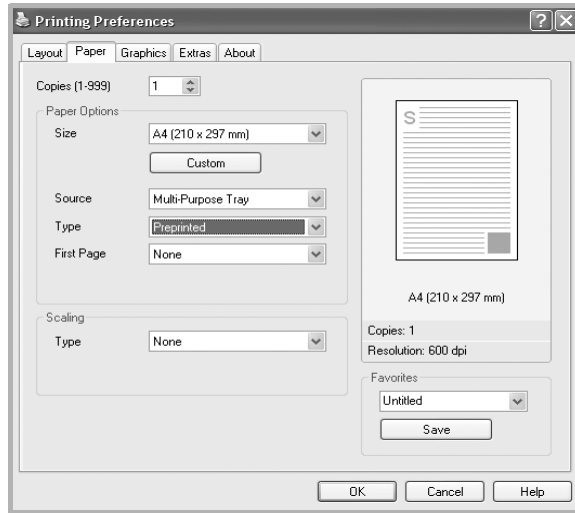 Printing Preferences
Layout Paper Graphics Extras About
Copies (1-999) 1
Paper Options
Size A4 (210 x 297 mm)
Custom
Source Multi-Purpose Tray
Type Preprinted
First Page None
Scaling
Type None
S
A4 (210 x 297 mm)
Copies: 1
Resolution: 600 dpi
Favorites
Untitled
Save
OK Cancel Help